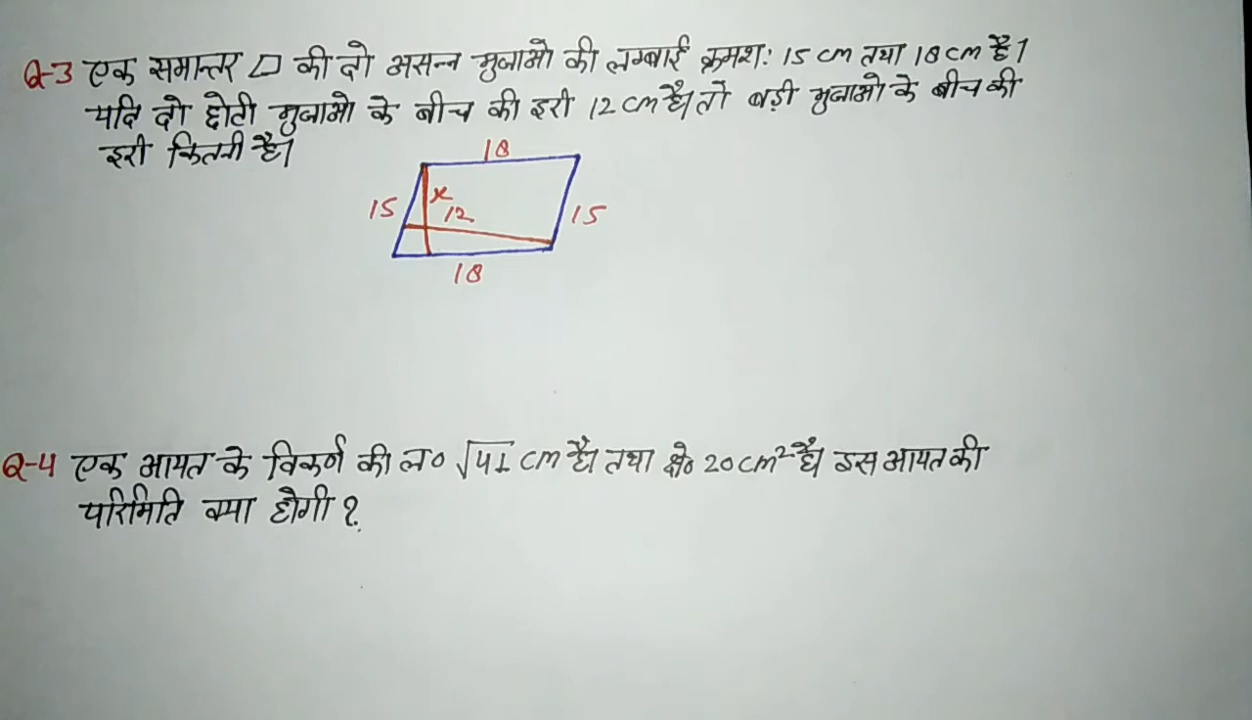 Q-3 एक समान्तर ▱ की दो असन्न भुजाओ की लम्बाई क्रमश: 15 cm तथा 18 cm है।
यदि दो छोटी भुजाओ के बीच की दूरी 12 cm है। तो बड़ी भुजाओ के बीच की
दूरी कितनी है।
18
15
x
12
15
18
Q-4 एक आयत के विकर्ण की ल० √41 cm है। तथा क्षे० 20 cm² है। उस आयत की
परिमिति क्या होगी ?